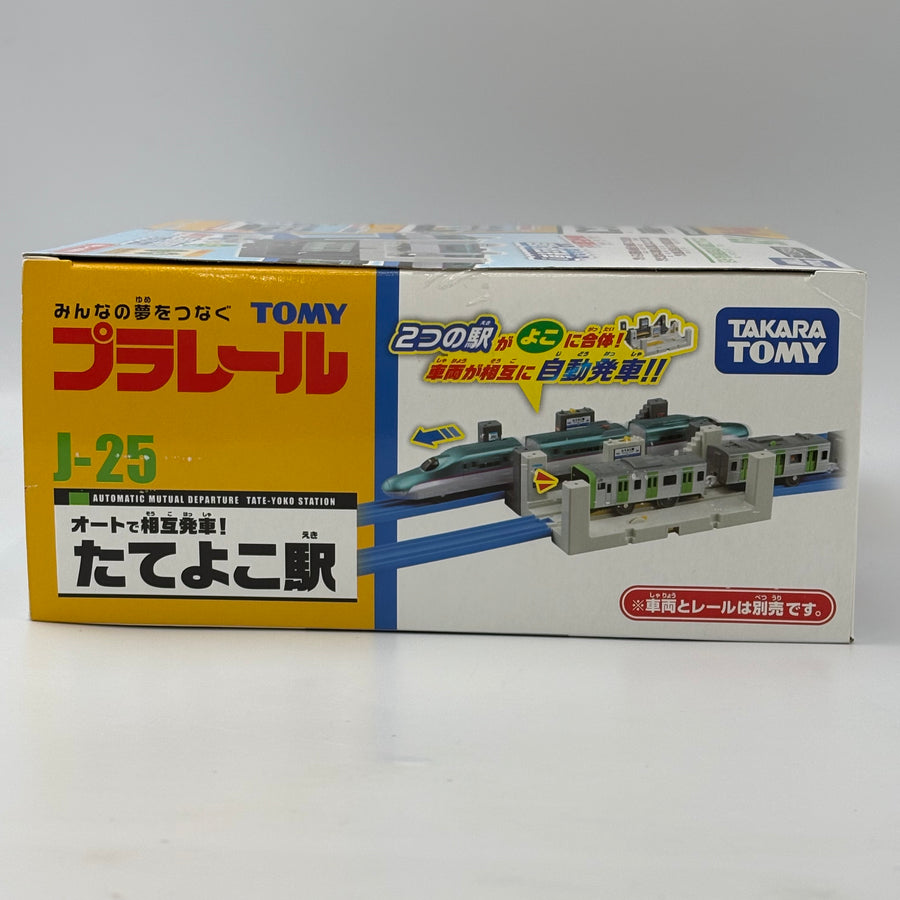 みんなの夢をつなぐ TOMY
プラレール
J-25
AUTOMATIC MUTUAL DEPARTURE TATE-YOKO STATION
オートで相互発車!
たてよこ駅
2つの駅がよこに合体!
車両が相互に自動発車!!
TAKARA
TOMY
※車両とレールは別売です。